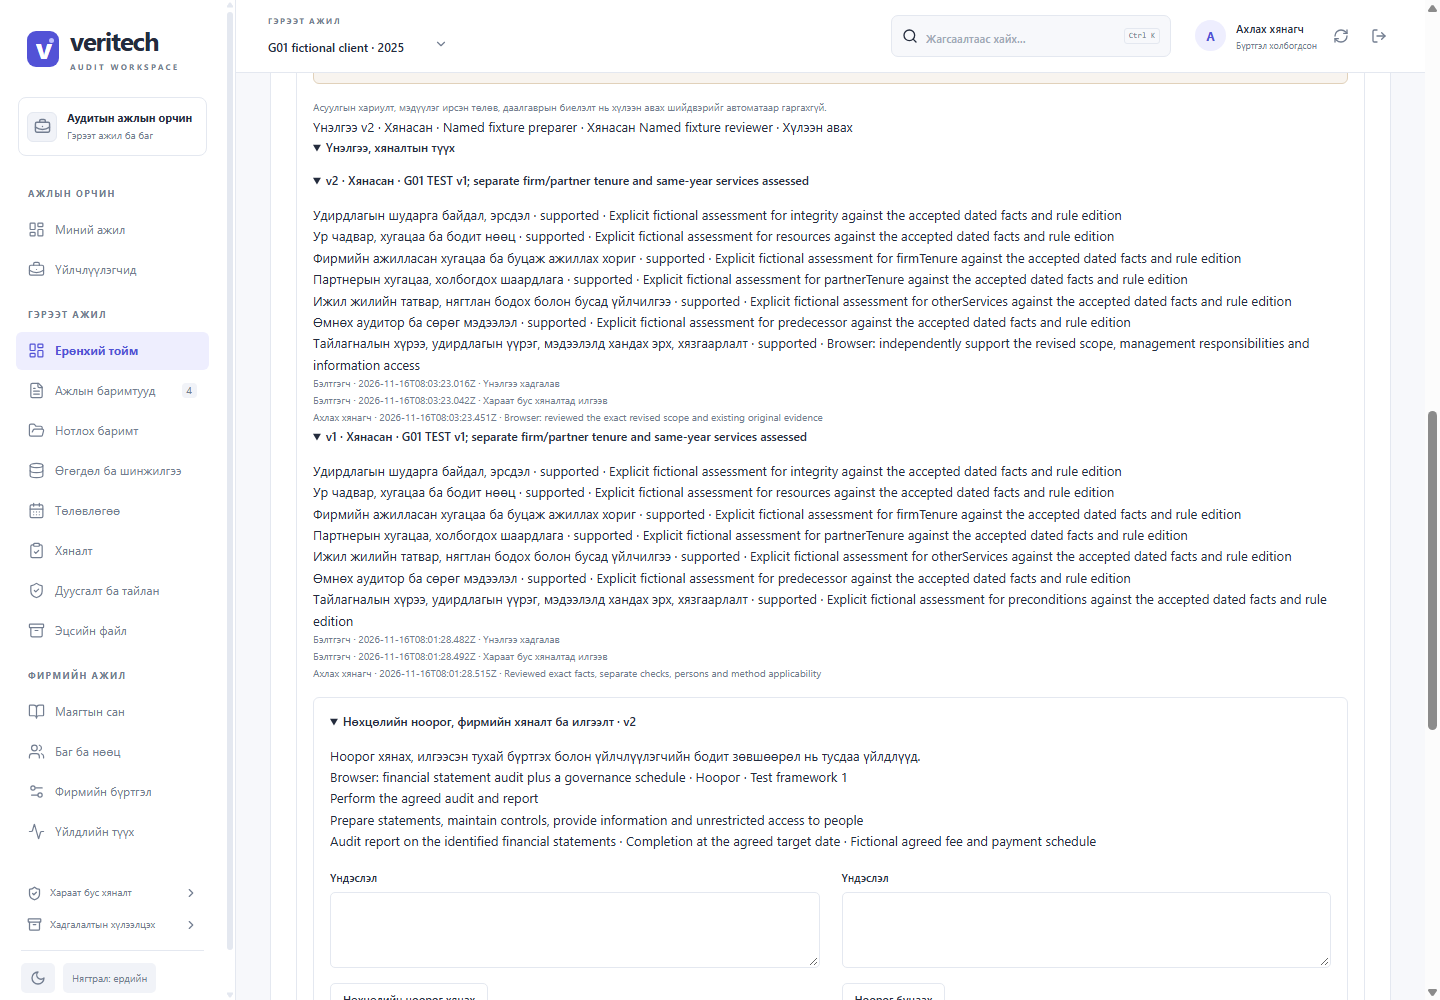 veritech
AUDIT WORKSPACE
Аудитын ажлын орчин
Гэрээт ажил ба баг
АЖЛЫН ОРЧИН
Миний ажил
Үйлчлүүлэгчид
ГЭРЭЭТ АЖИЛ
Ерөнхий тойм
Ажлын баримтууд 4
Нотлох баримт
Өгөгдөл ба шинжилгээ
Төлөвлөгөө
Хяналт
Дуусгалт ба тайлан
Эцсийн файл
ФИРМИЙН АЖИЛ
Маягтын сан
Баг ба нөөц
Фирмийн бүртгэл
Үйлдлийн түүх
Хараат бус хяналт
Хадгалалтын хүлээлцэх
Нягтрал: ердийн
ГЭРЭЭТ АЖИЛ
G01 fictional client · 2025
Жагсаалтаас хайх...
Ctrl K
A
Ахлах хянагч
Бүртгэл холбогдсон
Асуулгын хариулт, мэдүүлэг ирсэн төлөв, даалгаврын биелэлт нь хүлээн авах шийдвэрийг автоматаар гаргахгүй.
Үнэлгээ v2 · Хянасан · Named fixture preparer · Хянасан Named fixture reviewer · Хүлээн авах
Үнэлгээ, хяналтын түүх
v2 · Хянасан · G01 TEST v1; separate firm/partner tenure and same-year services assessed
Удирдлагын шударга байдал, эрсдэл · supported · Explicit fictional assessment for integrity against the accepted dated facts and rule edition
Ур чадвар, хугацаа ба бодит нөөц · supported · Explicit fictional assessment for resources against the accepted dated facts and rule edition
Фирмийн ажилласан хугацаа ба буцаж ажиллах хориг · supported · Explicit fictional assessment for firmTenure against the accepted dated facts and rule edition
Партнерын хугацаа, холбогдох шаардлага · supported · Explicit fictional assessment for partnerTenure against the accepted dated facts and rule edition
Ижил жилийн татвар, нягтлан бодох болон бусад үйлчилгээ · supported · Explicit fictional assessment for otherServices against the accepted dated facts and rule edition
Өмнөх аудитор ба сөрөг мэдээлэл · supported · Explicit fictional assessment for predecessor against the accepted dated facts and rule edition
Тайлагналын хүрээ, удирдлагын үүрэг, мэдээлэлд хандах эрх, хязгаарлалт · supported · Browser: independently support the revised scope, management responsibilities and
information access
Бэлтгэгч · 2026-11-16T08:03:23.016Z · Үнэлгээ хадгалав
Бэлтгэгч · 2026-11-16T08:03:23.042Z · Хараат бус хяналтад илгээв
Ахлах хянагч · 2026-11-16T08:03:23.451Z · Browser: reviewed the exact revised scope and existing original evidence
v1 · Хянасан · G01 TEST v1; separate firm/partner tenure and same-year services assessed
Удирдлагын шударга байдал, эрсдэл · supported · Explicit fictional assessment for integrity against the accepted dated facts and rule edition
Ур чадвар, хугацаа ба бодит нөөц · supported · Explicit fictional assessment for resources against the accepted dated facts and rule edition
Фирмийн ажилласан хугацаа ба буцаж ажиллах хориг · supported · Explicit fictional assessment for firmTenure against the accepted dated facts and rule edition
Партнерын хугацаа, холбогдох шаардлага · supported · Explicit fictional assessment for partnerTenure against the accepted dated facts and rule edition
Ижил жилийн татвар, нягтлан бодох болон бусад үйлчилгээ · supported · Explicit fictional assessment for otherServices against the accepted dated facts and rule edition
Өмнөх аудитор ба сөрөг мэдээлэл · supported · Explicit fictional assessment for predecessor against the accepted dated facts and rule edition
Тайлагналын хүрээ, удирдлагын үүрэг, мэдээлэлд хандах эрх, хязгаарлалт · supported · Explicit fictional assessment for preconditions against the accepted dated facts and rule
edition
Бэлтгэгч · 2026-11-16T08:01:28.482Z · Үнэлгээ хадгалав
Бэлтгэгч · 2026-11-16T08:01:28.492Z · Хараат бус хяналтад илгээв
Ахлах хянагч · 2026-11-16T08:01:28.515Z · Reviewed exact facts, separate checks, persons and method applicability
Нөхцөлийн ноорог, фирмийн хяналт ба илгээлт · v2
Ноорог хянах, илгээсэн тухай бүртгэх болон үйлчлүүлэгчийн бодит зөвшөөрөл нь тусдаа үйлдлүүд.
Browser: financial statement audit plus a governance schedule · Ноорог · Test framework 1
Perform the agreed audit and report
Prepare statements, maintain controls, provide information and unrestricted access to people
Audit report on the identified financial statements · Completion at the agreed target date · Fictional agreed fee and payment schedule
Үндэслэл
Үндэслэл
Нөхцөлийн ноорог хянах
Ноорог буцаах